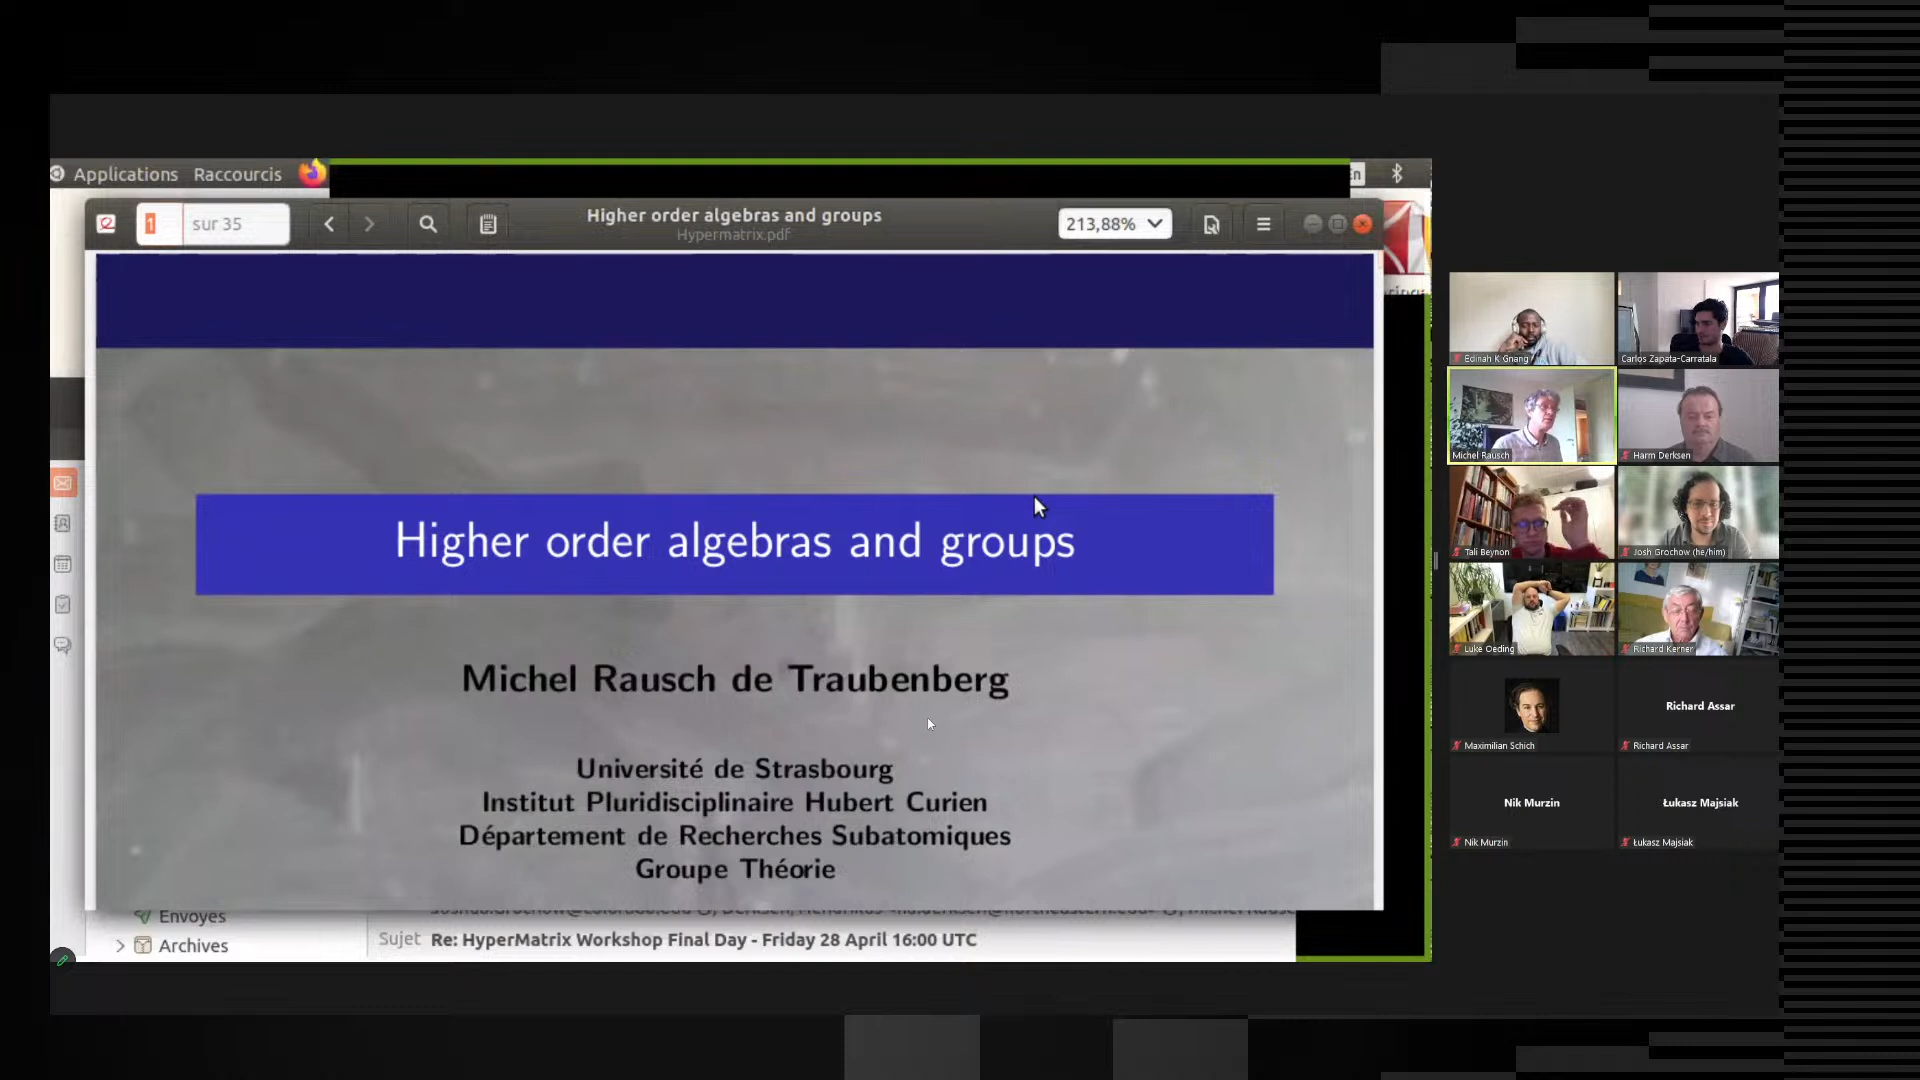 Applications Raccourcis
1 sur 35
Higher order algebras and groups
Hypermatrix.pdf
213,88%
Higher order algebras and groups
Michel Rausch de Traubenberg
Université de Strasbourg
Institut Pluridisciplinaire Hubert Curien
Département de Recherches Subatomiques
Groupe Théorie
Envoyes
Archives
Sujet Re: HyperMatrix Workshop Final Day - Friday 28 April 16:00 UTC
Edinah K Gnang
Carlos Zapata-Carratala
Michel Rausch
Harm Derksen
Tali Beynon
Josh Grochow (he/him)
Luke Oeding
Richard Kerner
Maximilian Schich
Richard Assar
Richard Assar
Nik Murzin
Nik Murzin
Łukasz Majsiak
Łukasz Majsiak